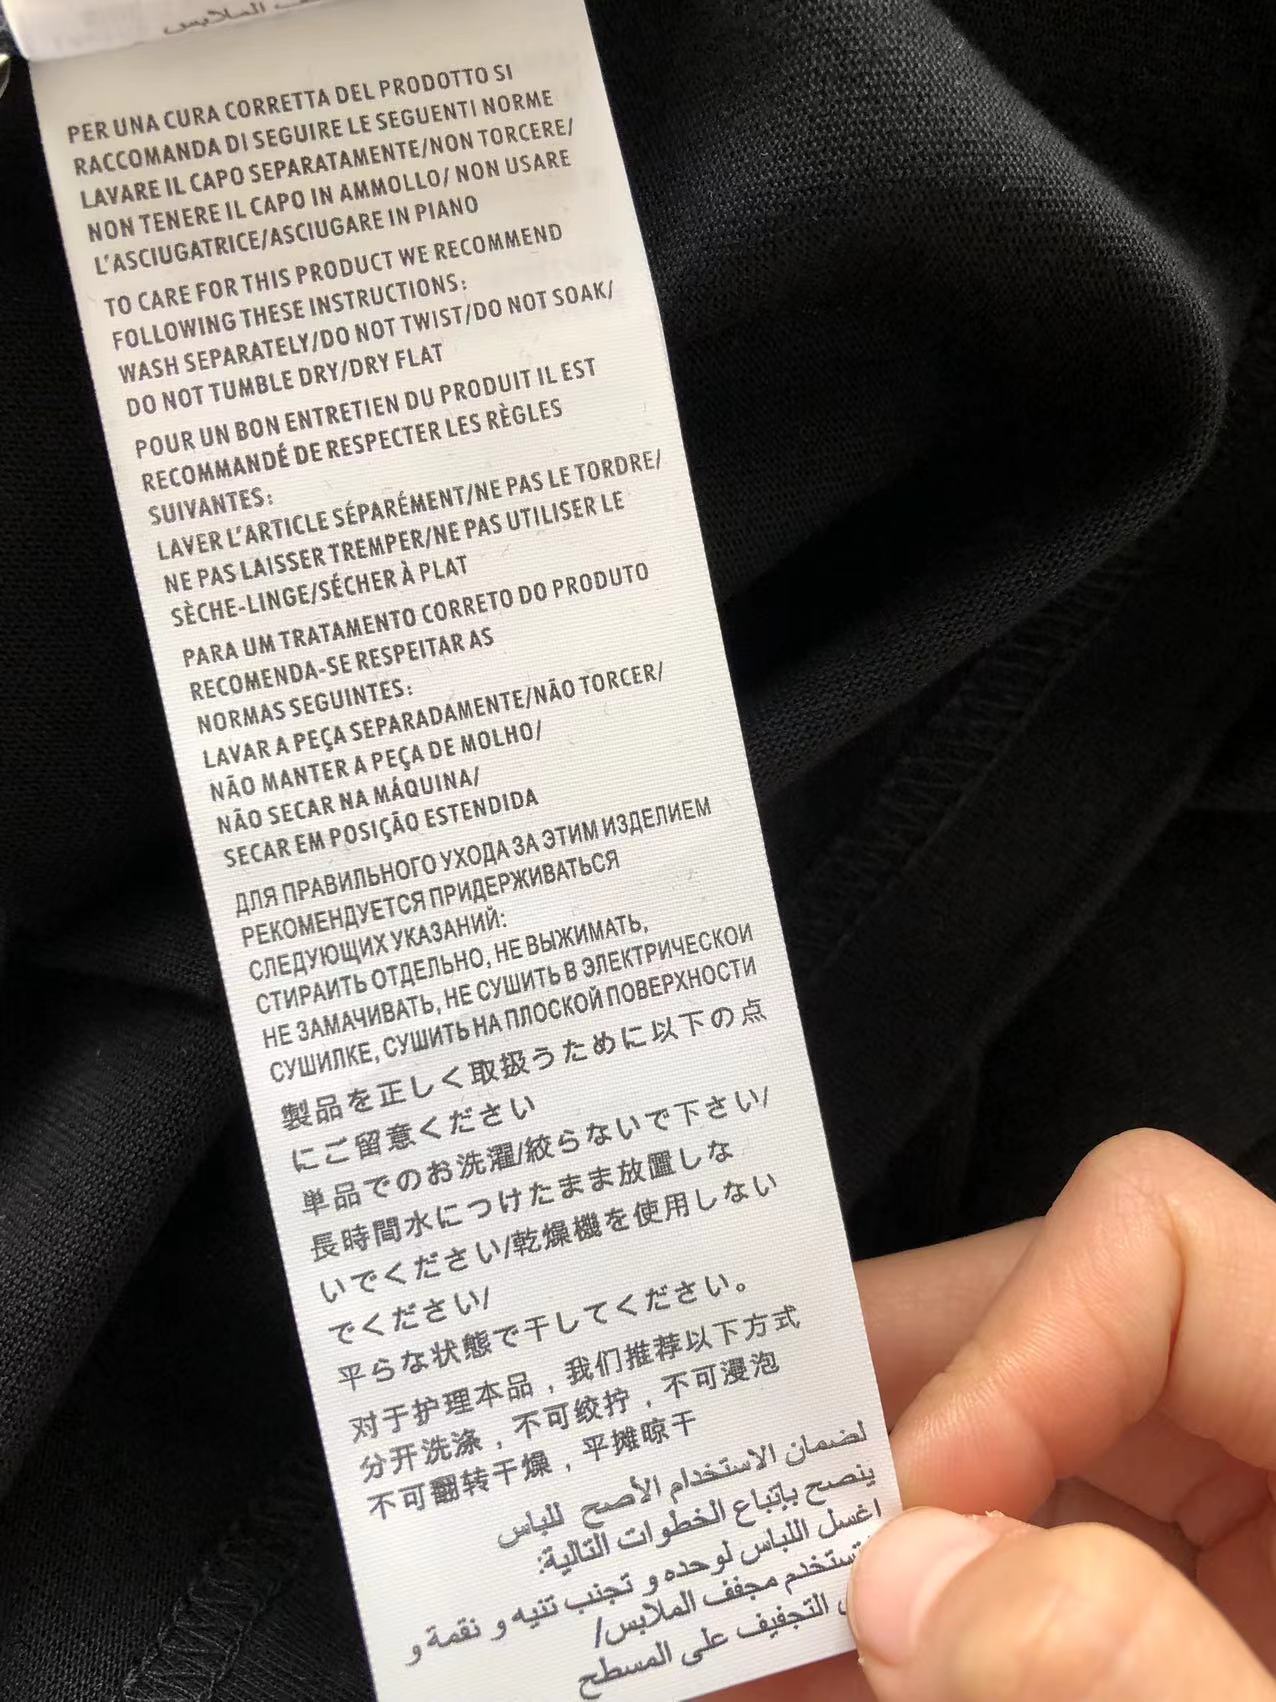 الملابس
PER UNA CURA CORRETTA DEL PRODOTTO SI
RACCOMANDA DI SEGUIRE LE SEGUENTI NORME
LAVARE IL CAPO SEPARATAMENTE/NON TORCERE/
NON TENERE IL CAPO IN AMMOLLO/ NON USARE
L'ASCIUGATRICE/ASCIUGARE IN PIANO
TO CARE FOR THIS PRODUCT WE RECOMMEND
FOLLOWING THESE INSTRUCTIONS:
WASH SEPARATELY/DO NOT TWIST/DO NOT SOAK/
DO NOT TUMBLE DRY/DRY FLAT
POUR UN BON ENTRETIEN DU PRODUIT IL EST
RECOMMANDÉ DE RESPECTER LES RÈGLES
SUIVANTES:
LAVER L'ARTICLE SÉPARÉMENT/NE PAS LE TORDRE/
NE PAS LAISSER TREMPER/NE PAS UTILISER LE
SÈCHE-LINGE/SÉCHER À PLAT
PARA UM TRATAMENTO CORRETO DO PRODUTO
RECOMENDA-SE RESPEITAR AS
NORMAS SEGUINTES:
LAVAR A PEÇA SEPARADAMENTE/NÃO TORCER/
NÃO MANTER A PEÇA DE MOLHO/
NÃO SECAR NA MÁQUINA/
SECAR EM POSIÇÃO ESTENDIDA
ДЛЯ ПРАВИЛЬНОГО УХОДА ЗА ЭТИМ ИЗДЕЛИЕМ
РЕКОМЕНДУЕТСЯ ПРИДЕРЖИВАТЬСЯ
СЛЕДУЮЩИХ УКАЗАНИЙ:
СТИРАИТЬ ОТДЕЛЬНО, НЕ ВЫЖИМАТЬ,
НЕ ЗАМАЧИВАТЬ, НЕ СУШИТЬ В ЭЛЕКТРИЧЕСКОИ
СУШИЛКЕ, СУШИТЬ НА ПЛОСКОЙ ПОВЕРХНОСТИ
製品を正しく取扱うために以下の点
にご留意ください
単品でのお洗濯/絞らないで下さい/
長時間水につけたまま放置しな
いでください/乾燥機を使用しない
でください/
平らな状態で干してください。
对于护理本品，我们推荐以下方式
分开洗涤，不可绞拧，不可浸泡
不可翻转干燥，平摊晾干
لضمان الاستخدام الأصح للباس
ينصح بإتباع الخطوات التالية:
اغسل اللباس لوحده و تجنب تنيه و نقمة و
مجفف الملابس/
التجفيف على المسطح